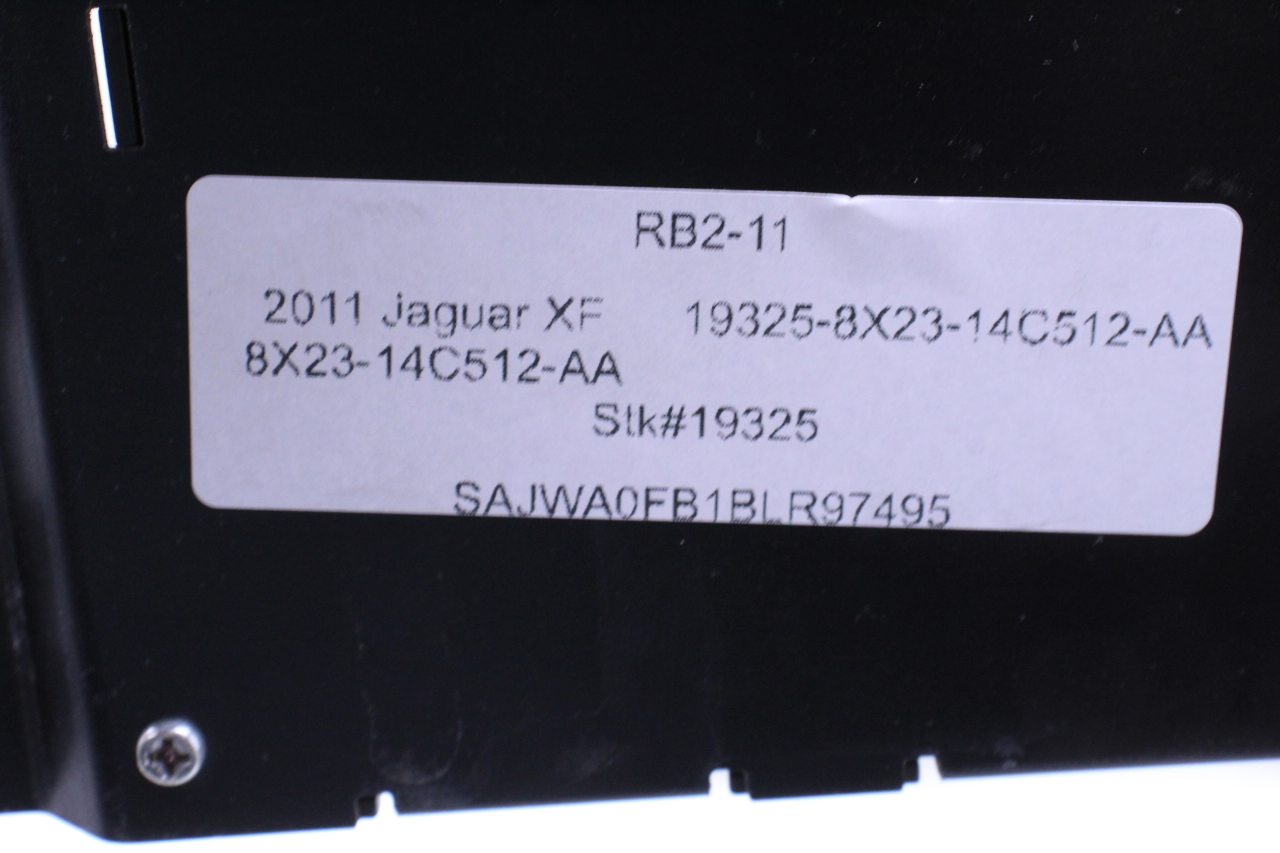 RB2-11
2011 Jaguar XF 19325-8X23-14C512-AA
8X23-14C512-AA
Stk#19325
SAJWA0FB1BLR97495